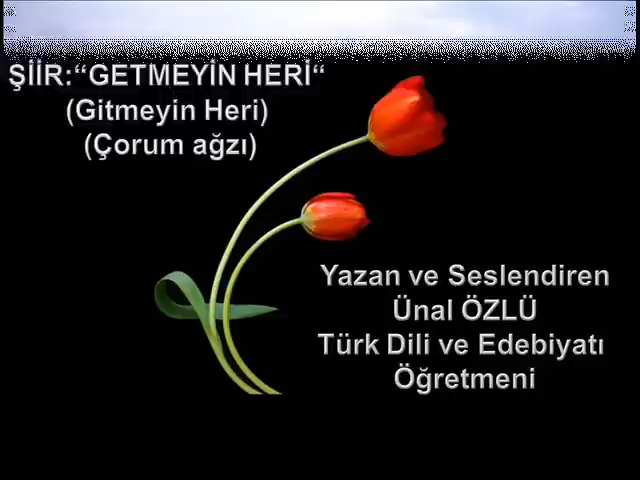 ŞİİR:“GETMEYİN HERİ“
(Gitmeyin Heri)
(Çorum ağzı)
Yazan ve Seslendiren
Ünal ÖZLÜ
Türk Dili ve Edebiyatı
Öğretmeni